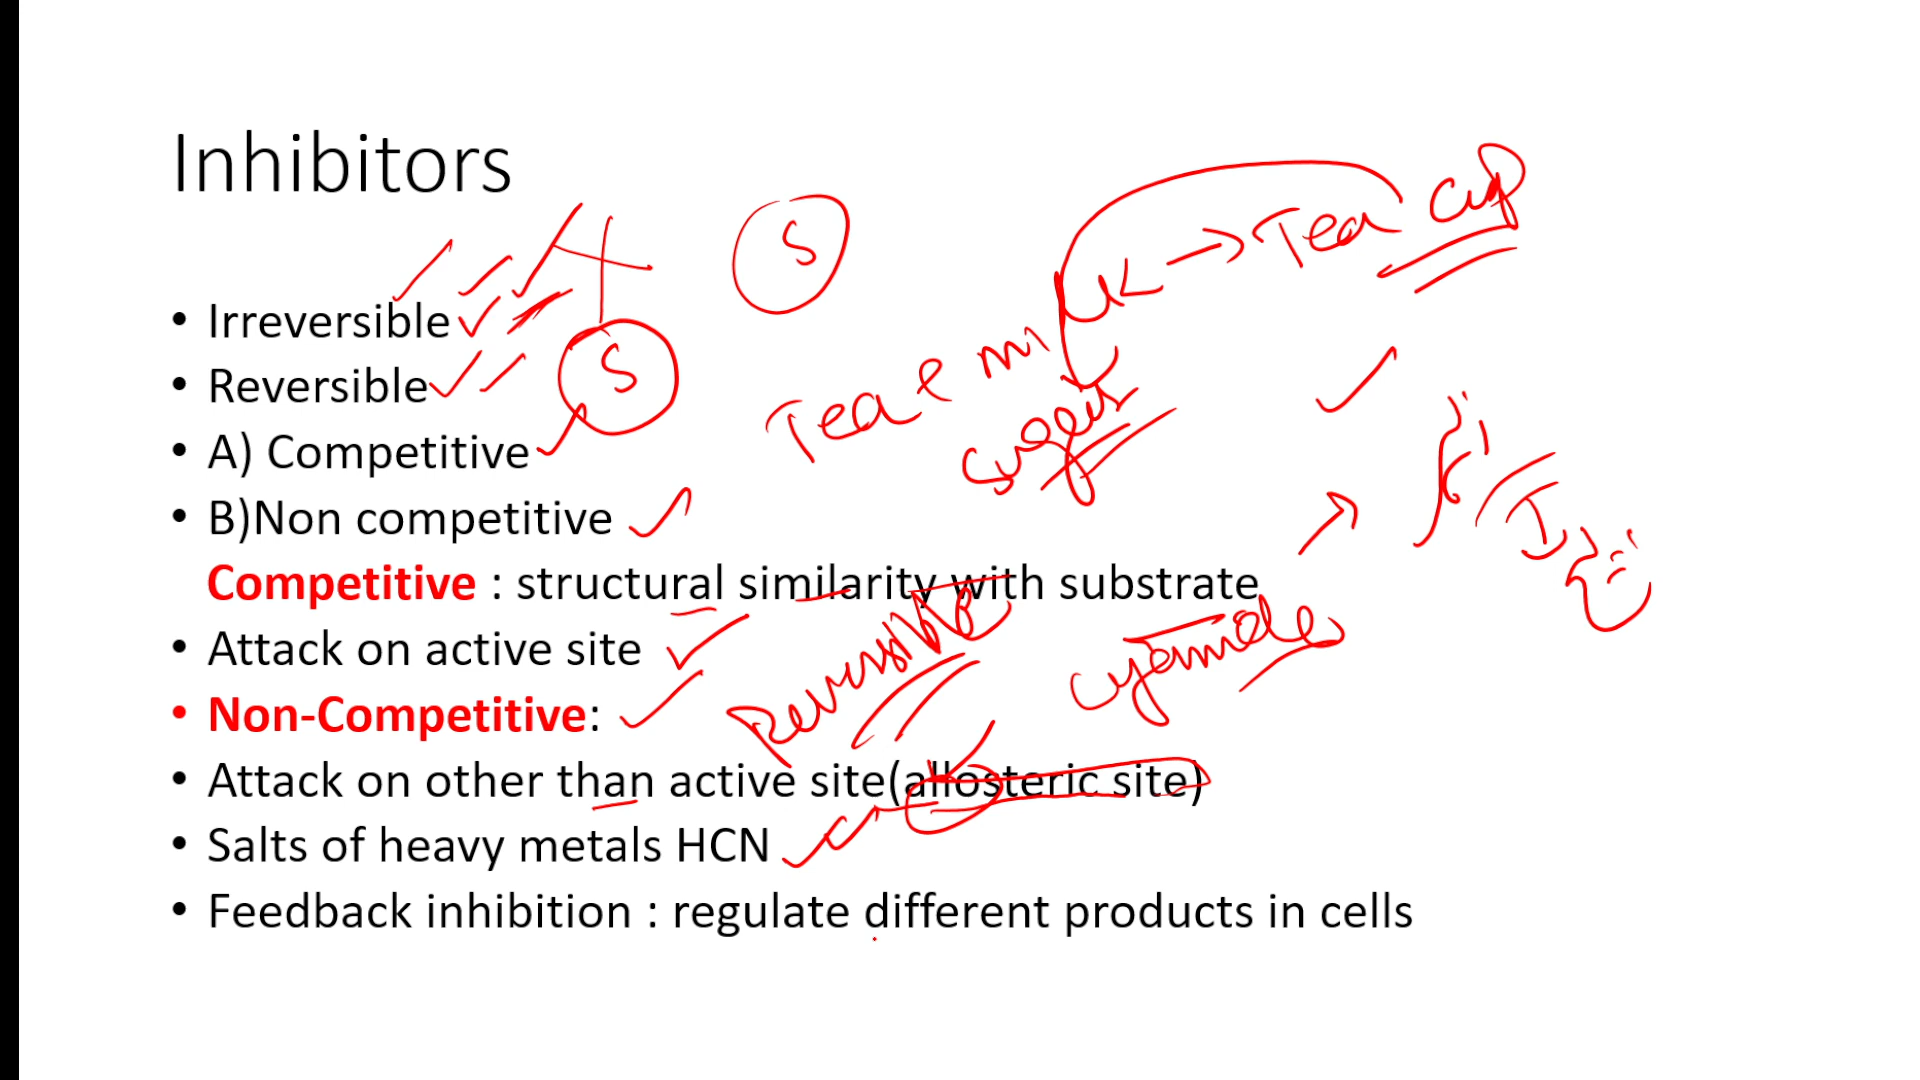 Inhibitors
S
Tea cup
• Irreversible
• Reversible
S
Tea
• A) Competitive
• B)Non competitive
Competitive : structural similarity with substrate
• Attack on active site
Reversible
cyanide
• Non-Competitive:
• Attack on other than active site(allosteric site)
• Salts of heavy metals HCN
• Feedback inhibition : regulate different products in cells